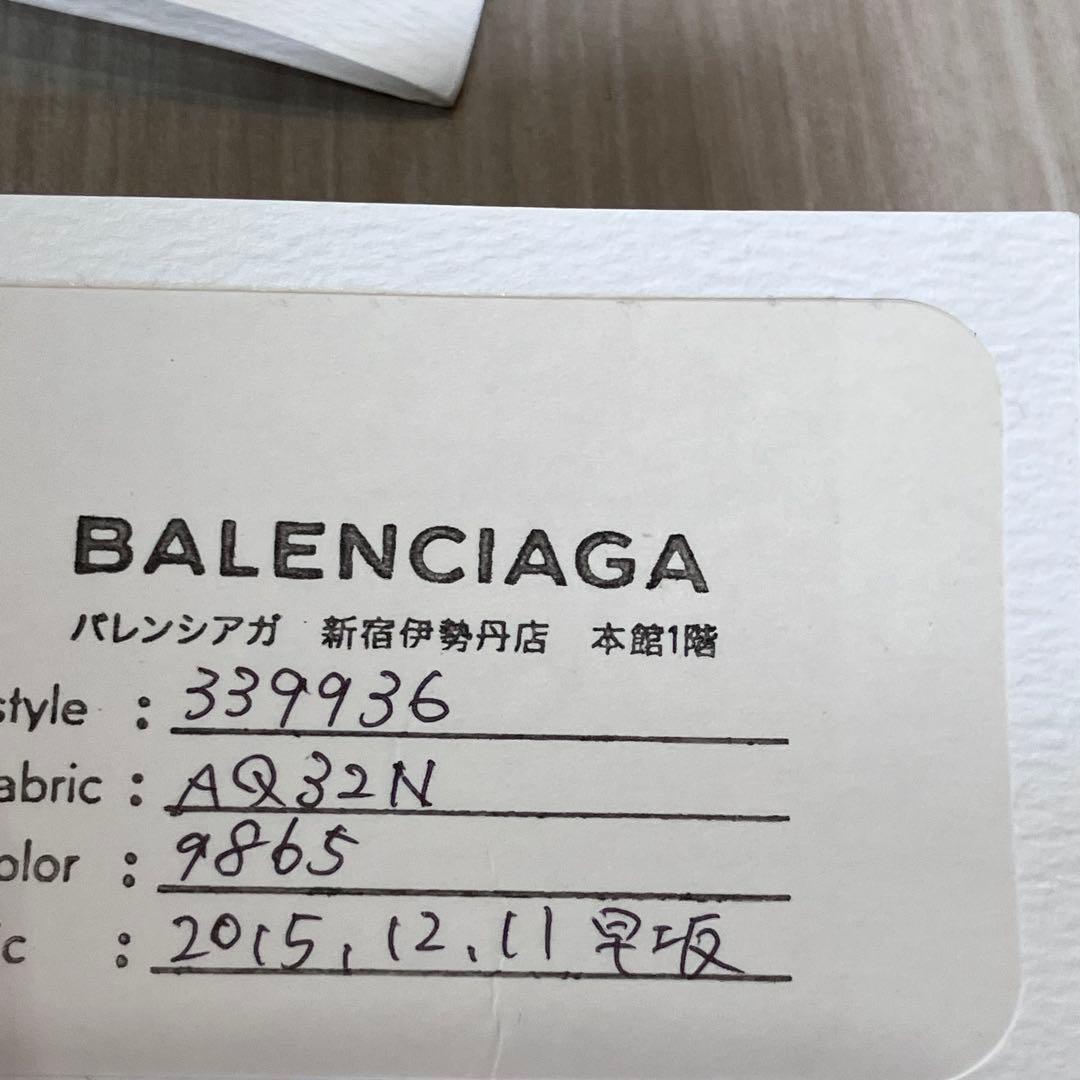 BALENCIAGA
バレンシアガ 新宿伊勢丹店 本館1階
style : 339936
abric : AQ32N
olor : 9865
c : 2015.12.11 早坂